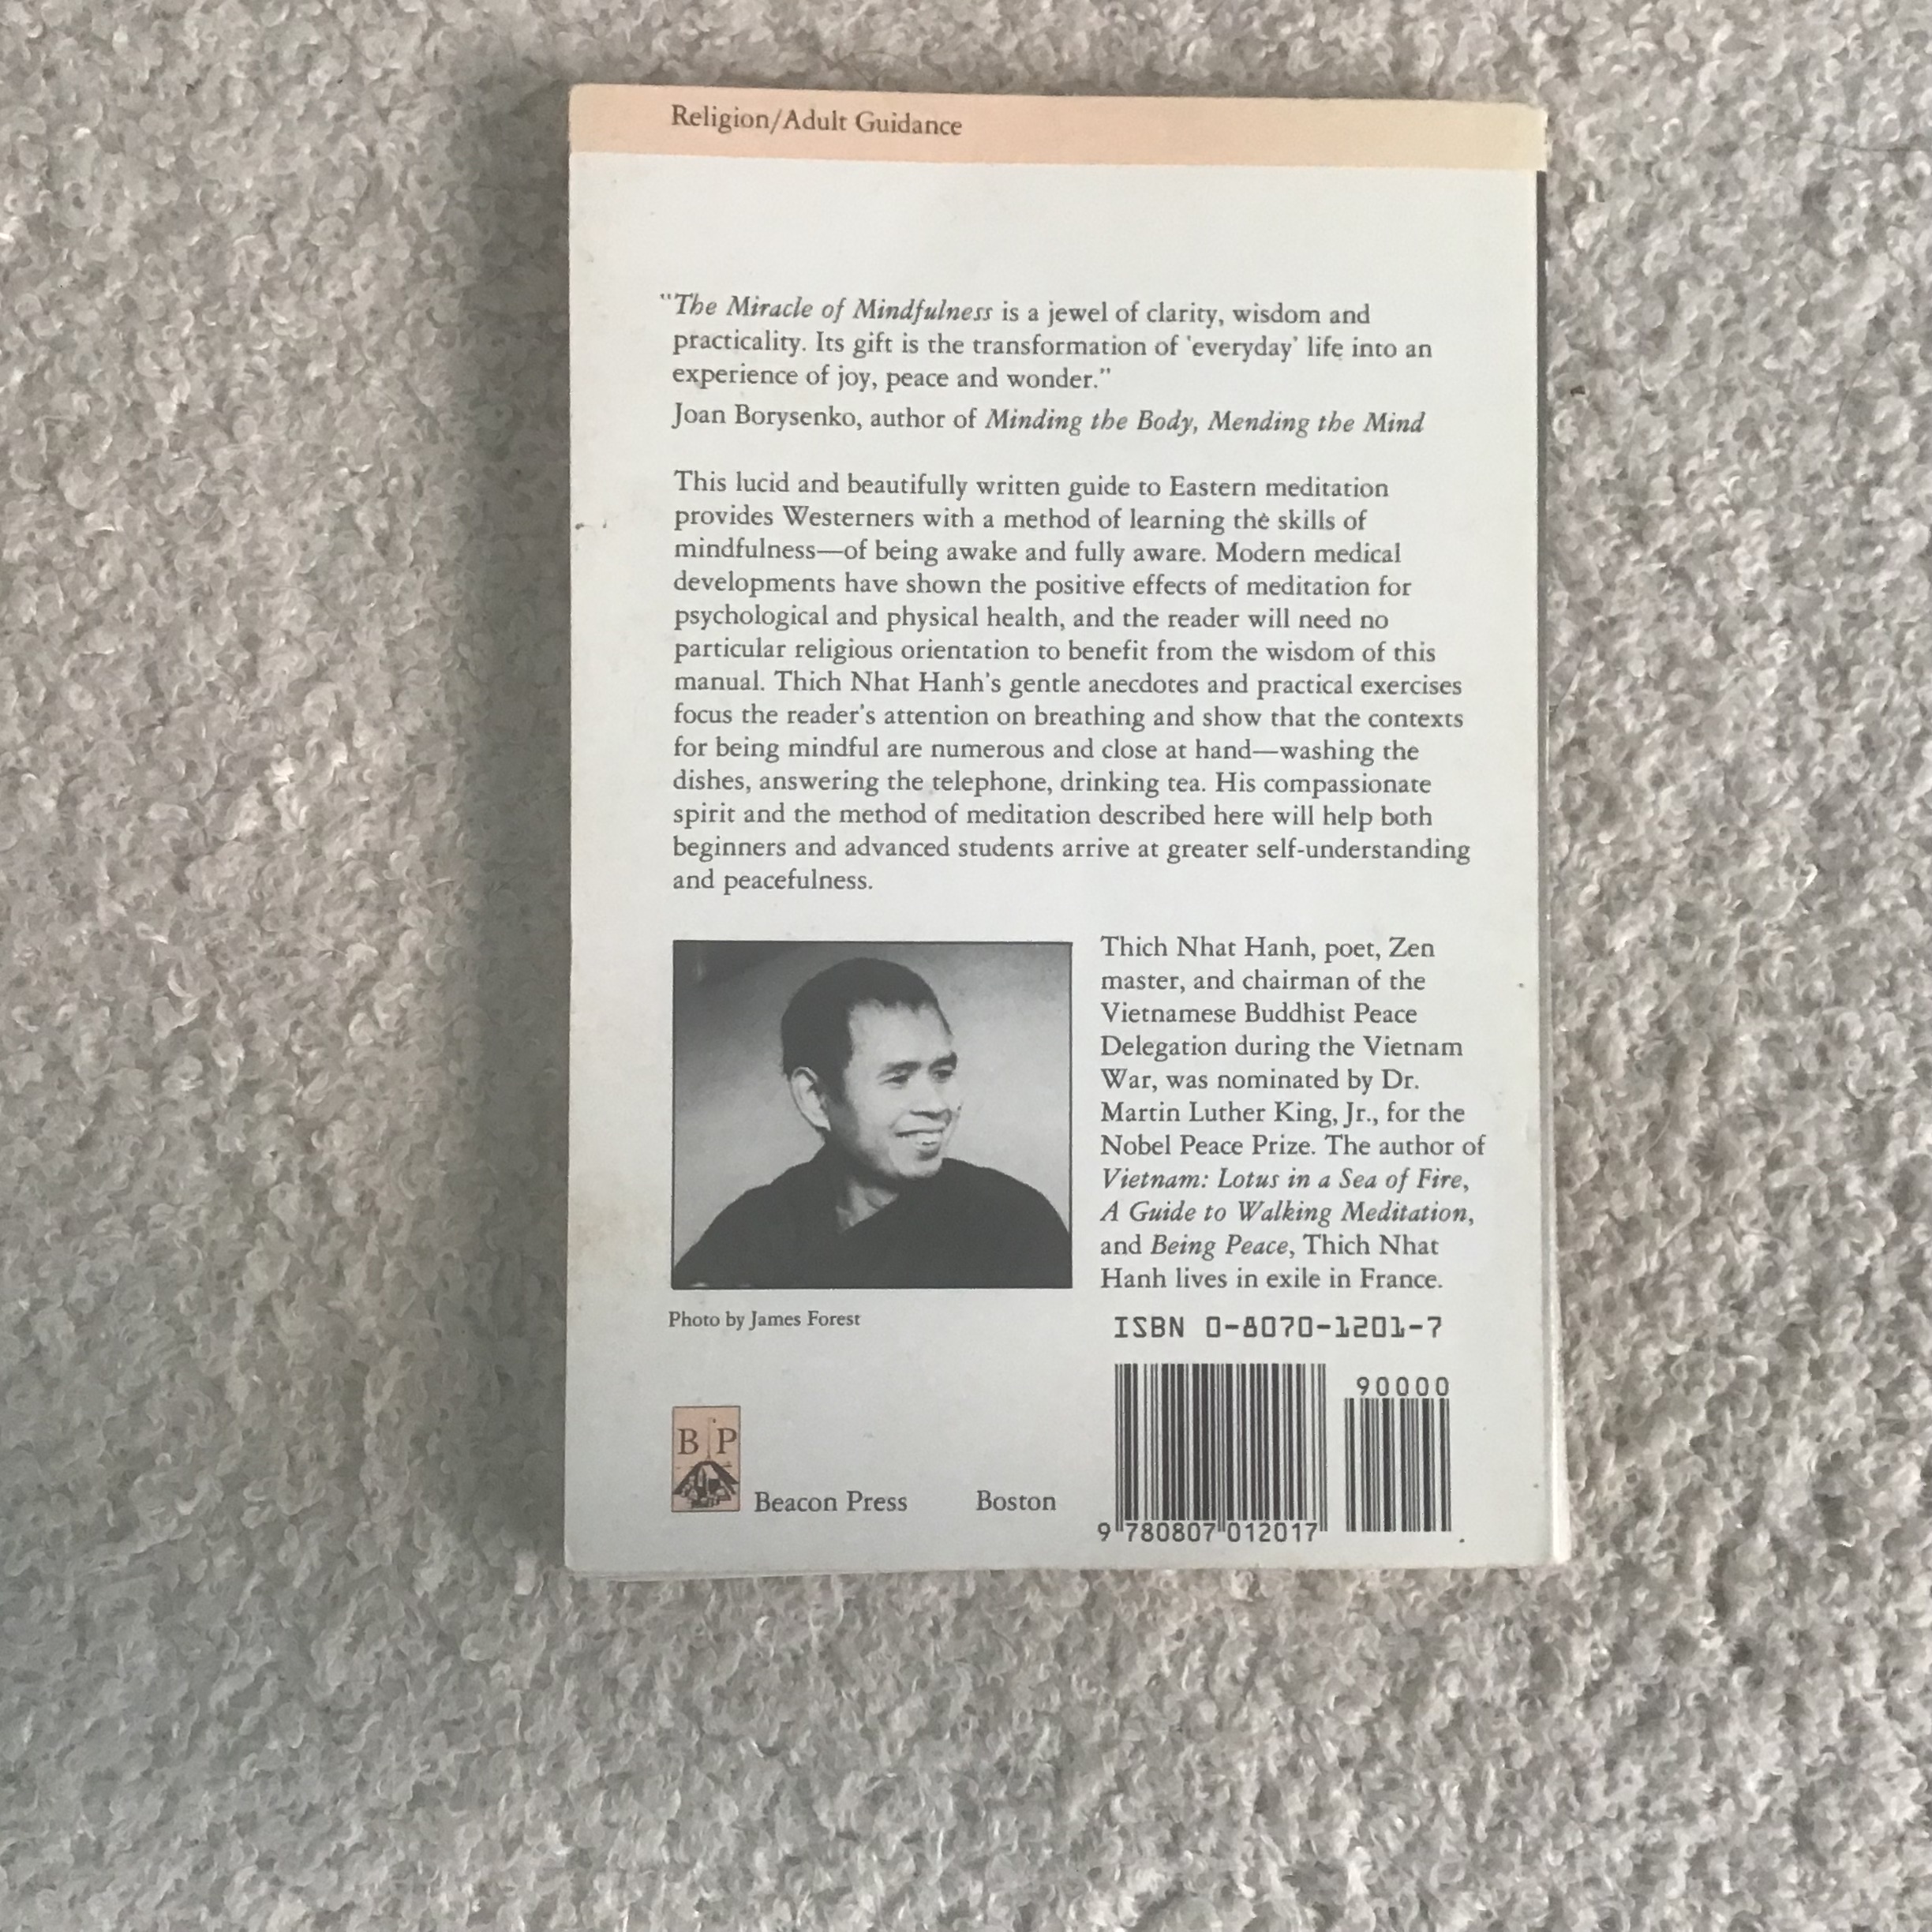 Religion/Adult Guidance
"The Miracle of Mindfulness is a jewel of clarity, wisdom and
practicality. Its gift is the transformation of 'everyday' life into an
experience of joy, peace and wonder."
Joan Borysenko, author of Minding the Body, Mending the Mind
This lucid and beautifully written guide to Eastern meditation
provides Westerners with a method of learning the skills of
mindfulness—of being awake and fully aware. Modern medical
developments have shown the positive effects of meditation for
psychological and physical health, and the reader will need no
particular religious orientation to benefit from the wisdom of this
manual. Thich Nhat Hanh's gentle anecdotes and practical exercises
focus the reader's attention on breathing and show that the contexts
for being mindful are numerous and close at hand—washing the
dishes, answering the telephone, drinking tea. His compassionate
spirit and the method of meditation described here will help both
beginners and advanced students arrive at greater self-understanding
and peacefulness.
Thich Nhat Hanh, poet, Zen
master, and chairman of the
Vietnamese Buddhist Peace
Delegation during the Vietnam
War, was nominated by Dr.
Martin Luther King, Jr., for the
Nobel Peace Prize. The author of
Vietnam: Lotus in a Sea of Fire,
A Guide to Walking Meditation,
and Being Peace, Thich Nhat
Hanh lives in exile in France.
Photo by James Forest
ISBN 0-8070-1201-7
90000
B P
Beacon Press Boston
9 780807 012017